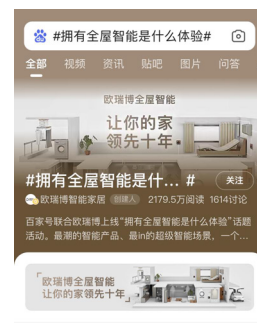 #拥有全屋智能是什么体验#
全部 视频 资讯 贴吧 图片 问答
欧瑞博全屋智能
让你的家
领先十年
#拥有全屋智能是什... #
关注
欧瑞博智能家居 创建人 2179.5万阅读 1614讨论
百家号联合欧瑞博上线“拥有全屋智能是什么体验”话题
活动。最潮的智能产品、最in的超级智能场景，一个...
「欧瑞博全屋智能
让你的家领先十年」